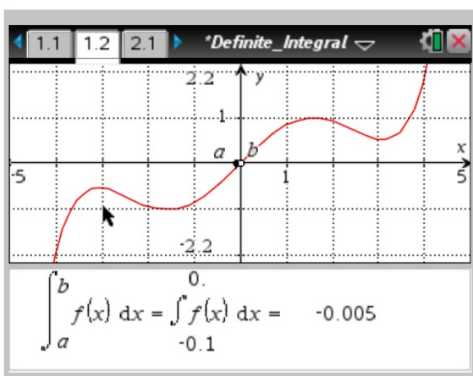 1.1 1.2 2.1 *Definite_Integral
2.2 y
1
a b
x
-5 1 5
-2.2
b 0.
∫ f(x) dx = ∫ f(x) dx = -0.005
a -0.1